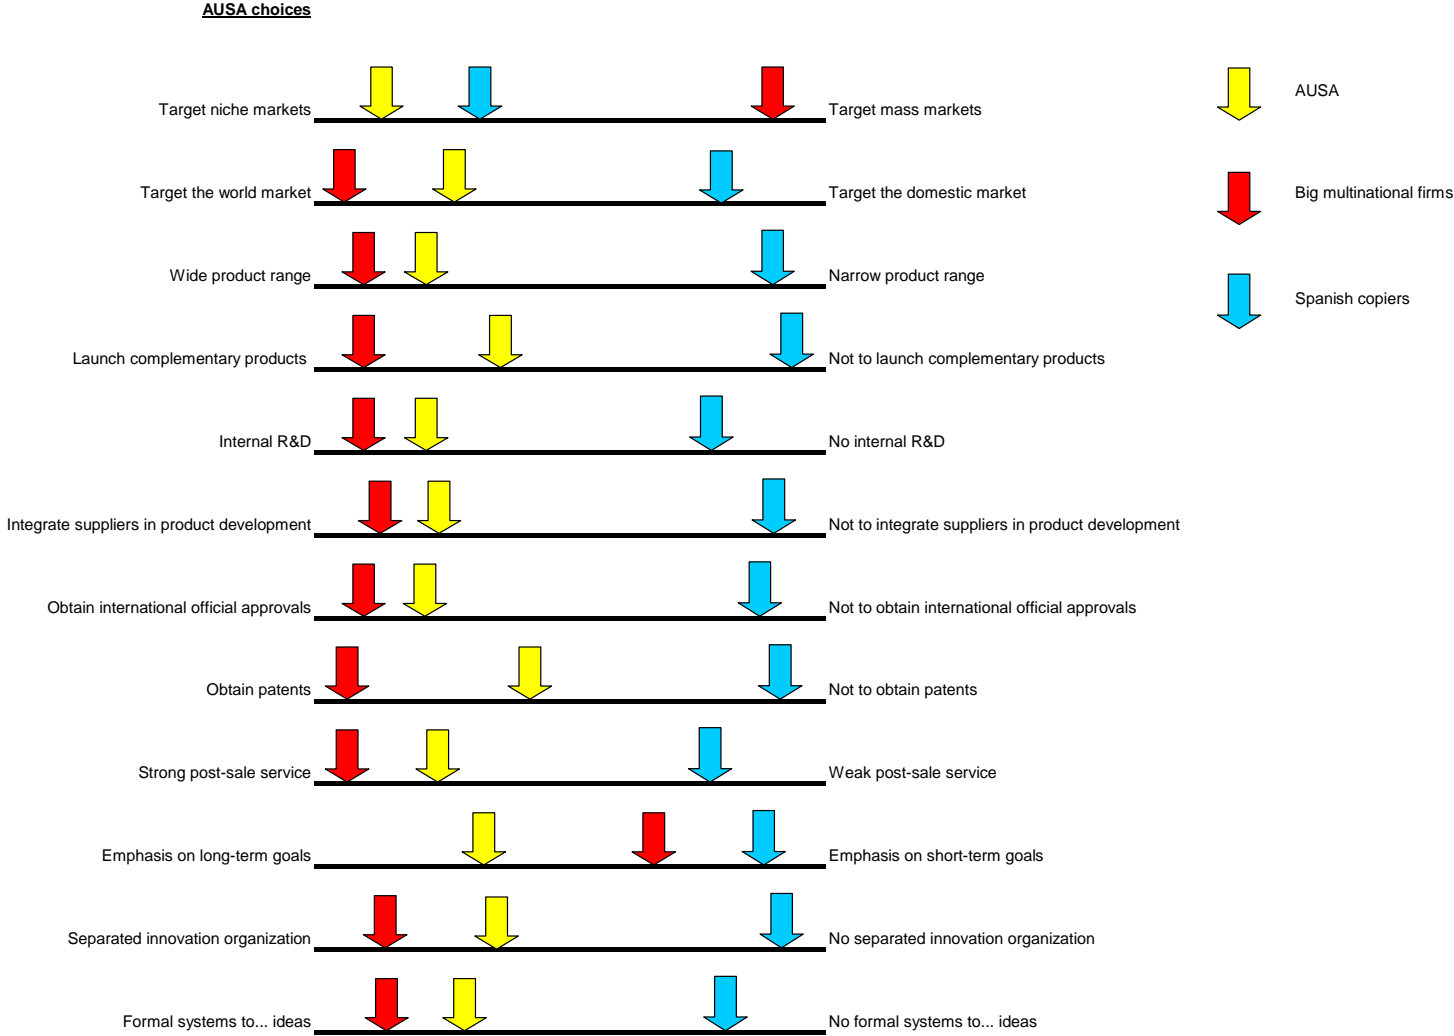 AUSA choices
Target niche markets
Target mass markets
AUSA
Target the world market
Target the domestic market
Big multinational firms
Wide product range
Narrow product range
Spanish copiers
Launch complementary products
Not to launch complementary products
Internal R&D
No internal R&D
Integrate suppliers in product development
Not to integrate suppliers in product development
Obtain international official approvals
Not to obtain international official approvals
Obtain patents
Not to obtain patents
Strong post-sale service
Weak post-sale service
Emphasis on long-term goals
Emphasis on short-term goals
Separated innovation organization
No separated innovation organization
Formal systems to... ideas
No formal systems to... ideas